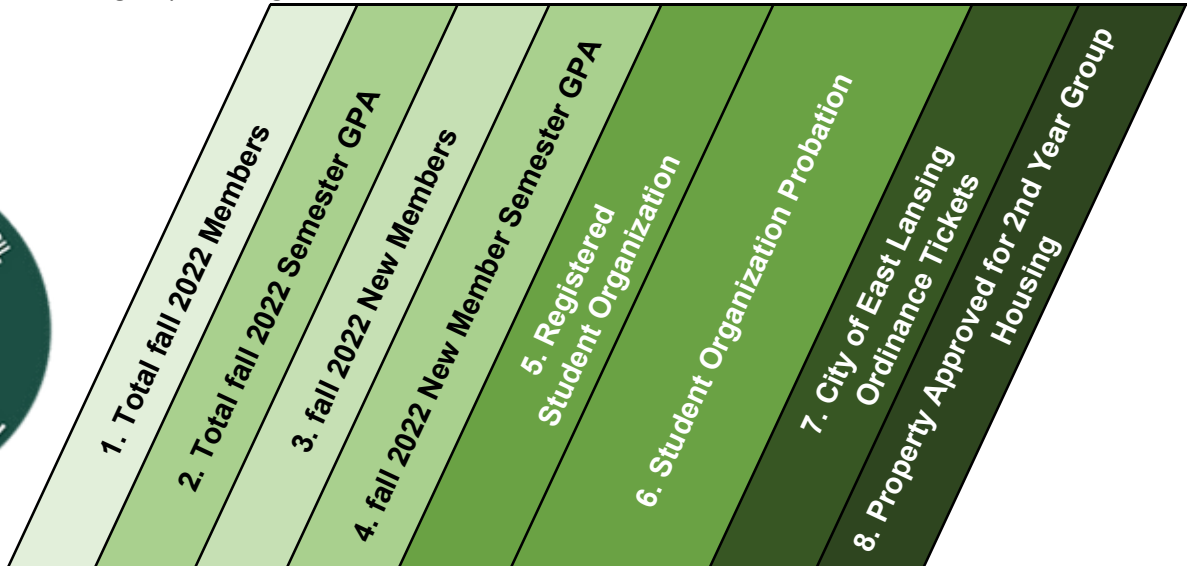 1. Total fall 2022 Members
2. Total fall 2022 Semester GPA
3. fall 2022 New Members
4. fall 2022 New Member Semester GPA
5. Registered
Student Organization
6. Student Organization Probation
7. City of East Lansing
Ordinance Tickets
8. Property Approved for 2nd Year Group
Housing